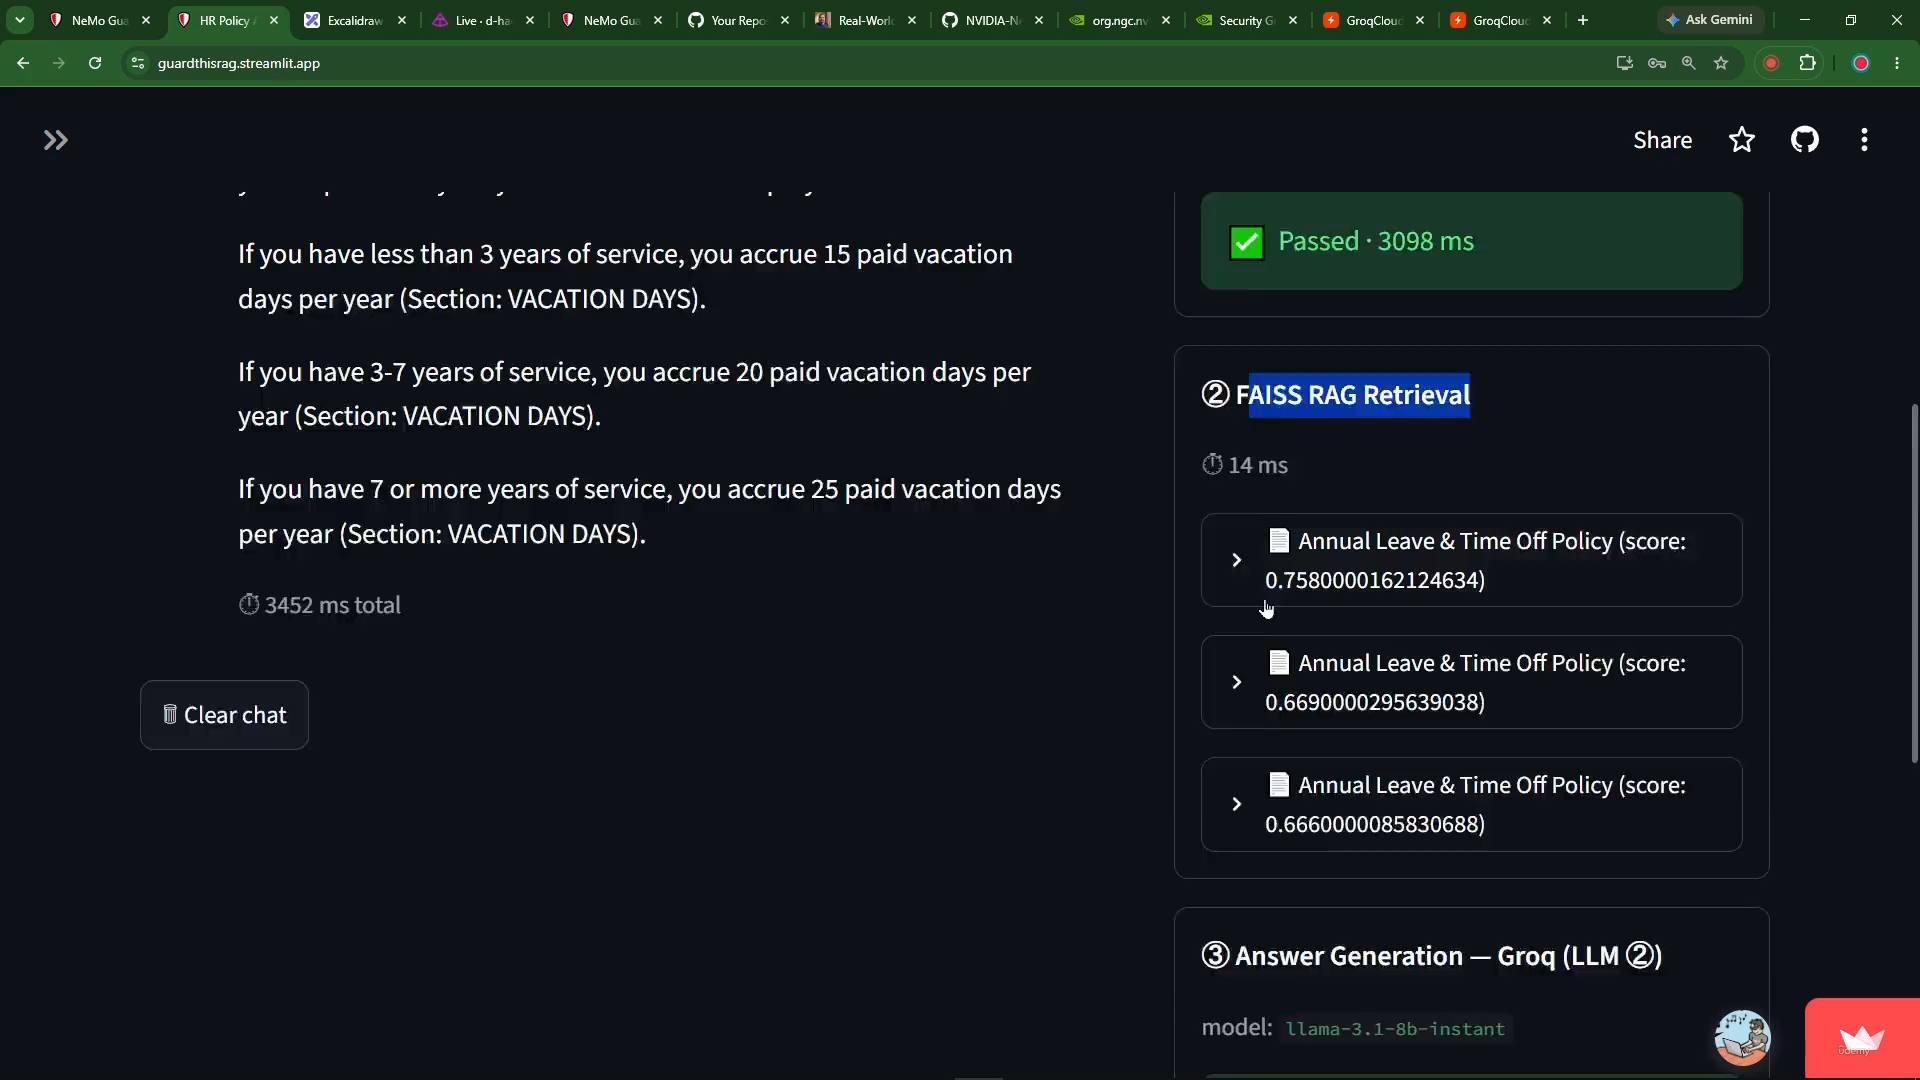 NeMo Gua
HR Policy A
Excalidraw
Live - d-ha
NeMo Gua
Your Repo
Real-Worl
NVIDIA-N
org.ngc.nv
Security G
GroqCloud
GroqCloud
Ask Gemini
guardthisrag.streamlit.app
Share
If you have less than 3 years of service, you accrue 15 paid vacation
days per year (Section: VACATION DAYS).
If you have 3-7 years of service, you accrue 20 paid vacation days per
year (Section: VACATION DAYS).
If you have 7 or more years of service, you accrue 25 paid vacation days
per year (Section: VACATION DAYS).
⏱ 3452 ms total
Clear chat
Passed · 3098 ms
② FAISS RAG Retrieval
⏱ 14 ms
Annual Leave & Time Off Policy (score:
0.7580000162124634)
Annual Leave & Time Off Policy (score:
0.6690000295639038)
Annual Leave & Time Off Policy (score:
0.6660000085830688)
③ Answer Generation — Groq (LLM ②)
model: llama-3.1-8b-instant
Udemy